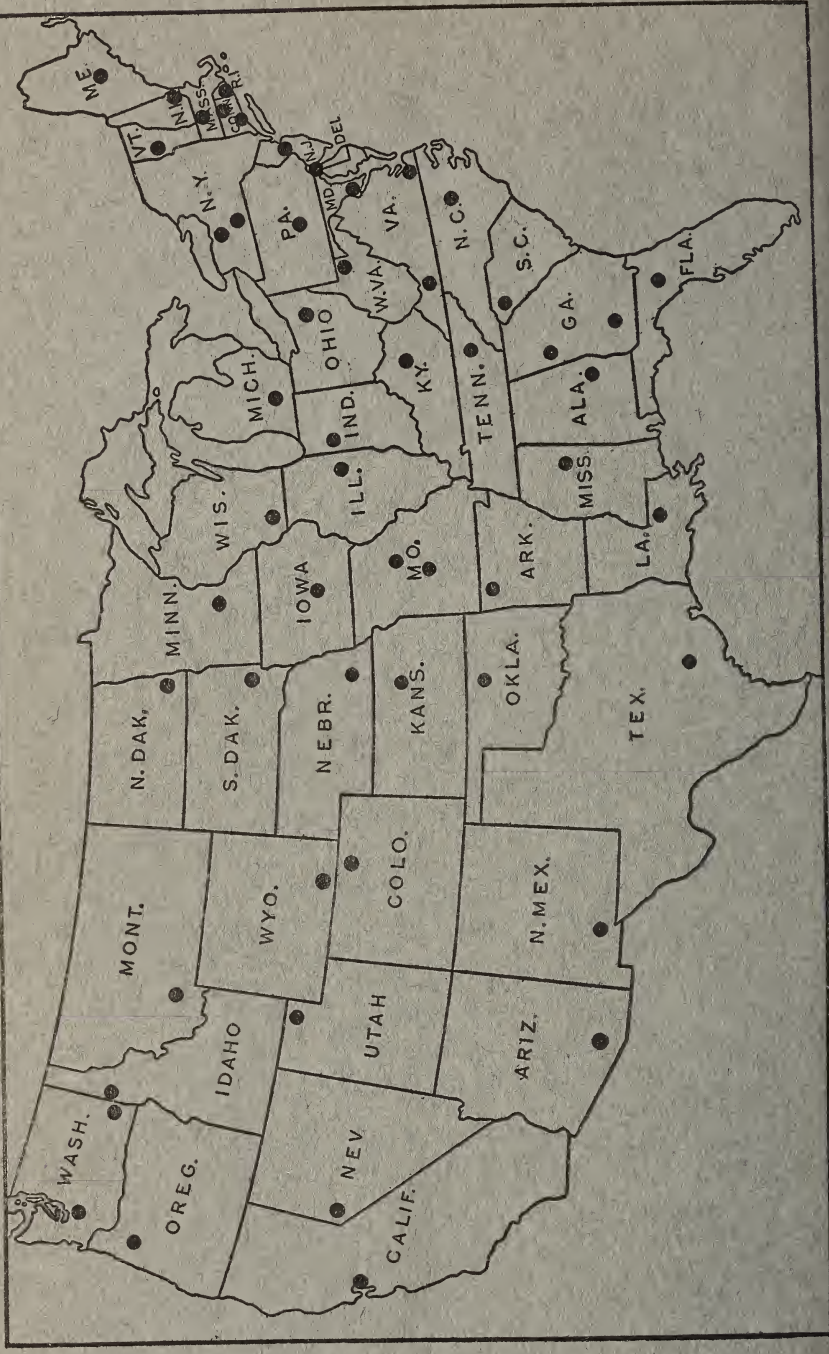 WASH.
OREG.
CALIF.
NEV
IDAHO
MONT.
WYO.
UTAH
ARIZ.
COLO.
N.MEX.
N.DAK.
S.DAK.
NEBR.
KANS.
OKLA.
TEX.
MINN.
IOWA
MO.
ARK.
LA.
WIS.
ILL.
MICH.
IND.
OHIO
KY.
TENN.
MISS.
ALA.
GA.
FLA.
S.C.
N.C.
VA.
W.VA.
MD.
DEL
N.J.
PA.
N.Y.
VT.
N.H.
MASS.
CONN.
R.I.
ME.